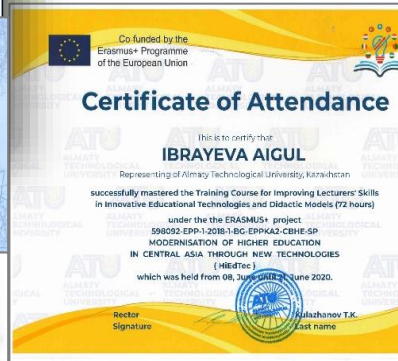 Co funded by the
Erasmus+ Programme
of the European Union
Certificate of Attendance
This is to certify that
IBRAYEVA AIGUL
Representing of Almaty Technological University, Kazakhstan
successfully mastered the Training Course for Improving Lecturers' Skills
in Innovative Educational Technologies and Didactic Models (72 hours)
under the the ERASMUS+ project
598092-EPP-1-2018-1-BG-EPPKA2-CBHE-SP
MODERNISATION OF HIGHER EDUCATION
IN CENTRAL ASIA THROUGH NEW TECHNOLOGIES
( HiEdTec )
which was held from 08, June until 21, June 2020.
Rector Kulazhanov T.K.
Signature Last name